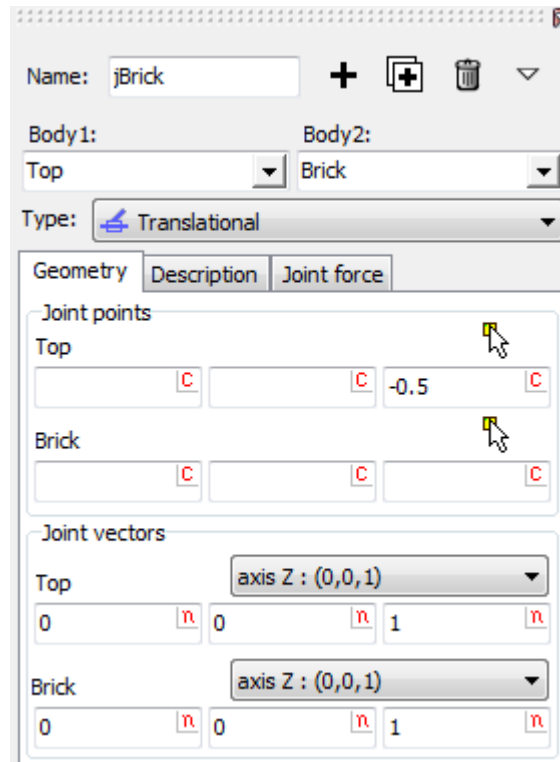 Name: jBrick
Body1: Body2:
Top Brick
Type: Translational
Geometry Description Joint force
Joint points
Top
C C -0.5 C
Brick
C C C
Joint vectors
Top axis Z : (0,0,1)
0 n 0 n 1 n
Brick axis Z : (0,0,1)
0 n 0 n 1 n